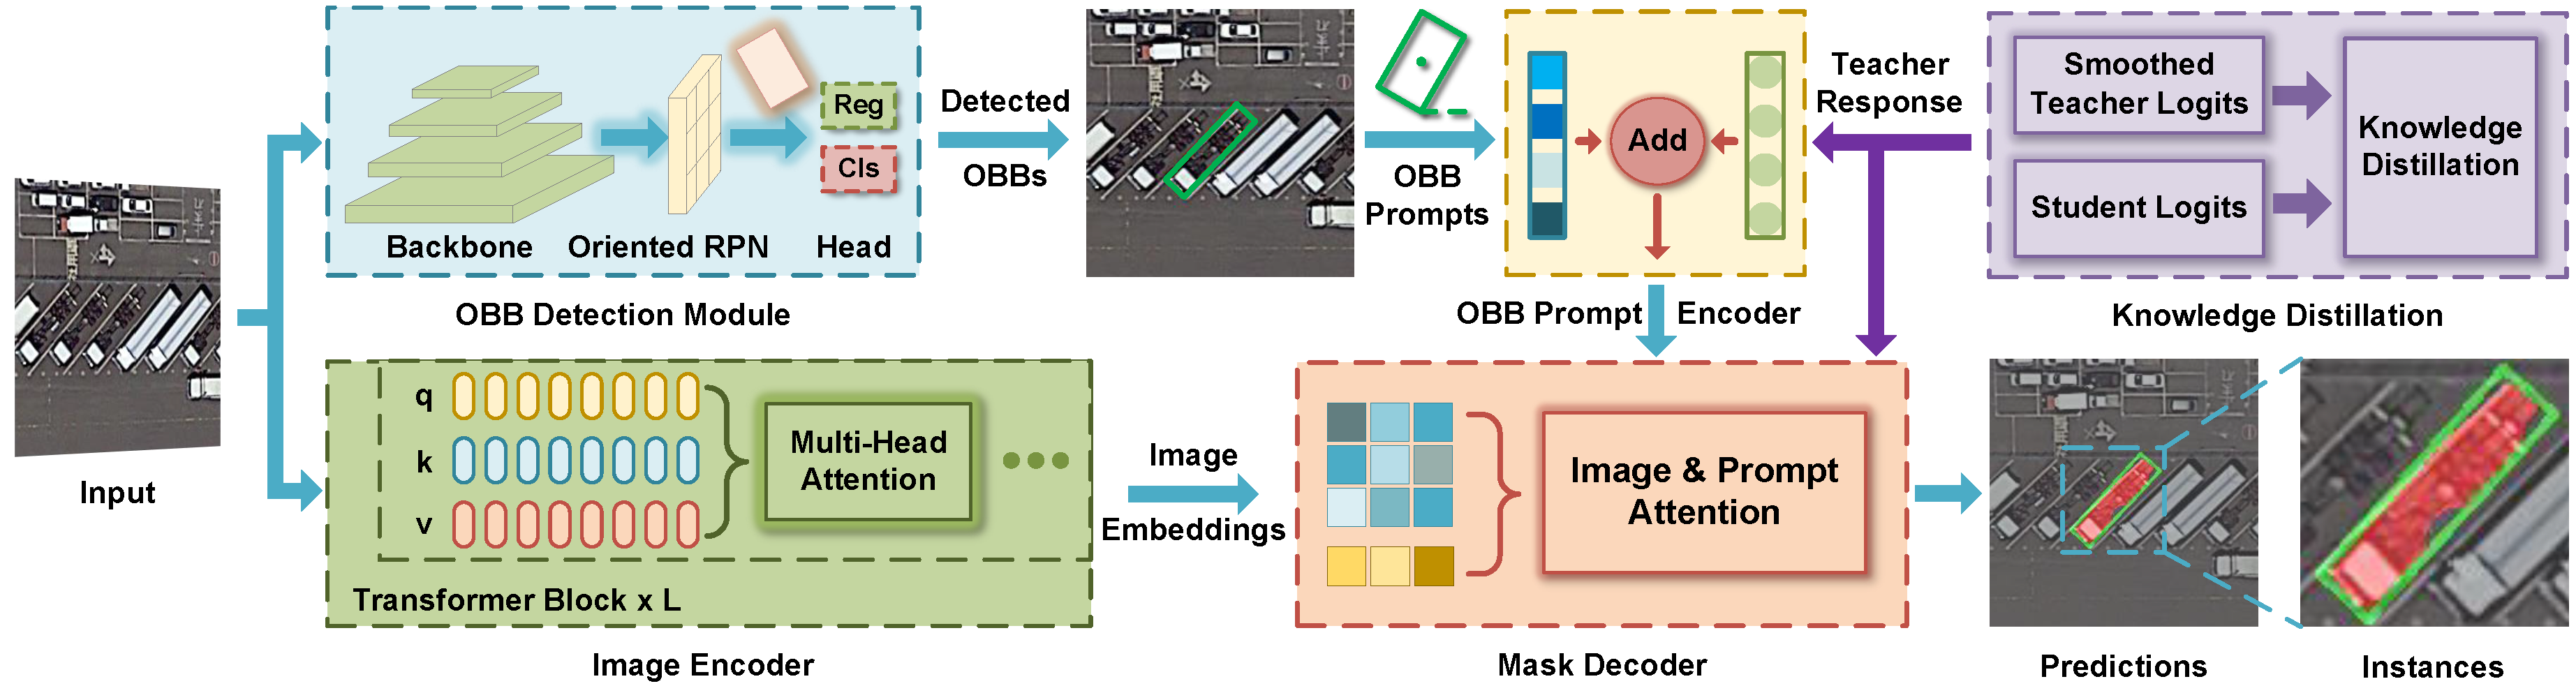 Input
Backbone
Oriented RPN
Reg
Cls
Head
OBB Detection Module
Detected
OBBs
OBB
Prompts
Add
OBB Prompt Encoder
Teacher
Response
Smoothed
Teacher Logits
Student Logits
Knowledge
Distillation
Knowledge Distillation
q
k
v
Multi-Head
Attention
Transformer Block x L
Image Encoder
Image
Embeddings
Image & Prompt
Attention
Mask Decoder
Predictions
Instances